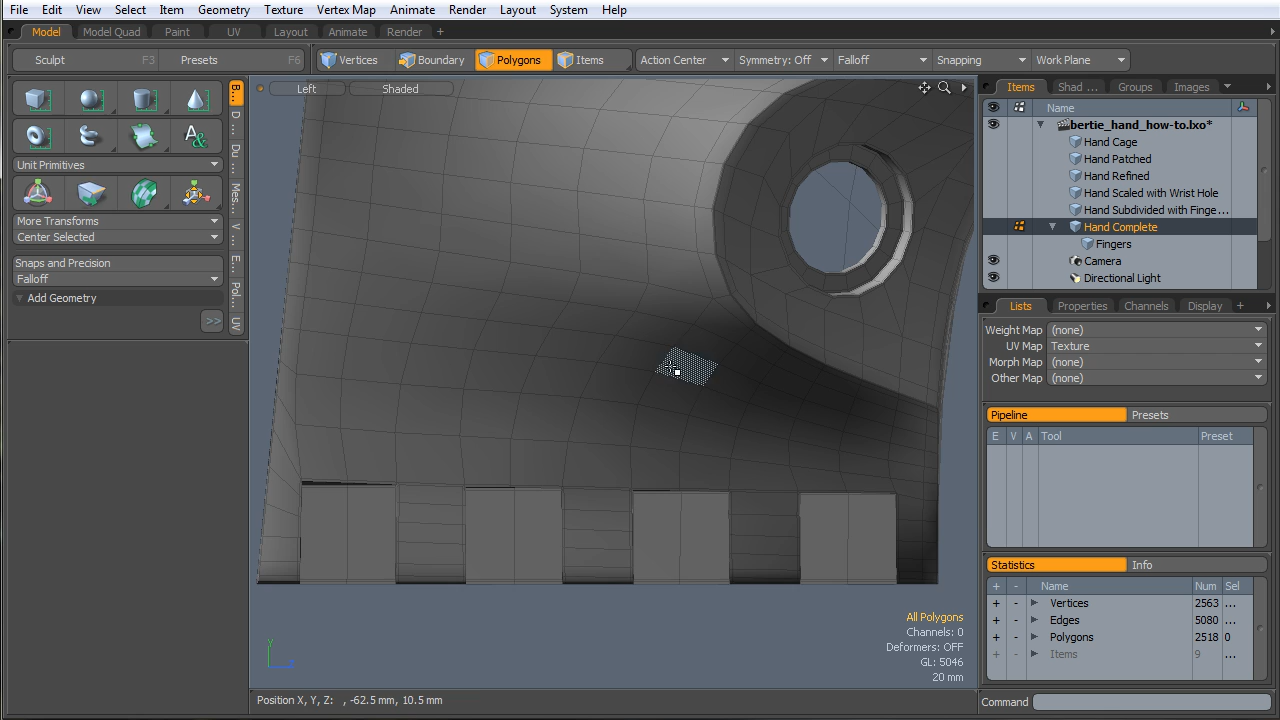 File Edit View Select Item Geometry Texture Vertex Map Animate Render Layout System Help
Model Model Quad Paint UV Layout Animate Render +
Sculpt F3 Presets F6 Vertices Boundary Polygons Items Action Center Symmetry: Off Falloff Snapping Work Plane
Left Shaded
Items Shad ... Groups Images
Name
bertie_hand_how-to.lxo*
Hand Cage
Hand Patched
Hand Refined
Hand Scaled with Wrist Hole
Hand Subdivided with Finge...
Hand Complete
Fingers
Camera
Directional Light
B...
D ...
Du ...
Mes...
V ...
E...
Pol...
UV
A&
Unit Primitives
More Transforms
Center Selected
Snaps and Precision
Falloff
Add Geometry
>>
Lists Properties Channels Display +
Weight Map (none)
UV Map Texture
Morph Map (none)
Other Map (none)
Pipeline Presets
E V A Tool Preset
Statistics Info
+ - Name Num Sel
+ - Vertices 2563 ...
+ - Edges 5080 ...
+ - Polygons 2518 0
+ - Items 9 ...
All Polygons
Channels: 0
Deformers: OFF
GL: 5046
20 mm
Y
Position X, Y, Z: , -62.5 mm, 10.5 mm
Command